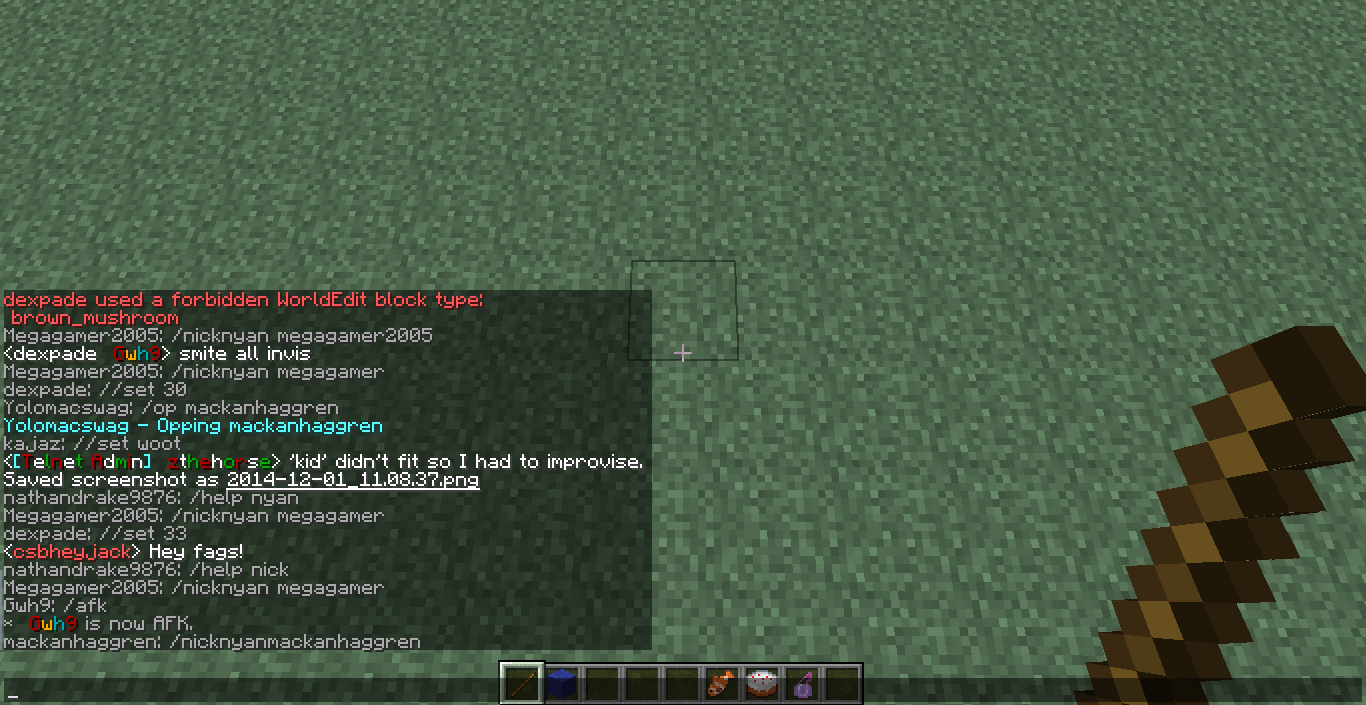 dexpade used a forbidden WorldEdit block type:
brown_mushroom
Megagamer2005: /nicknyan megagamer2005
<dexpade Gwh9> smite all invis
Megagamer2005: /nicknyan megagamer
dexpade: //set 30
Yolomacswag: /op mackanhaggren
Yolomacswag - Opping mackanhaggren
kajaz: //set woot
<[Telnet Admin] zthehorse> 'kid' didn't fit so I had to improvise.
Saved screenshot as 2014-12-01_11.08.37.png
nathandrake9876: /help nyan
Megagamer2005: /nicknyan megagamer
dexpade: //set 33
<csbheyjack> Hey fags!
nathandrake9876: /help nick
Megagamer2005: /nicknyan megagamer
Gwh9: /afk
* Gwh9 is now AFK.
mackanhaggren: /nicknyanmackanhaggren
_